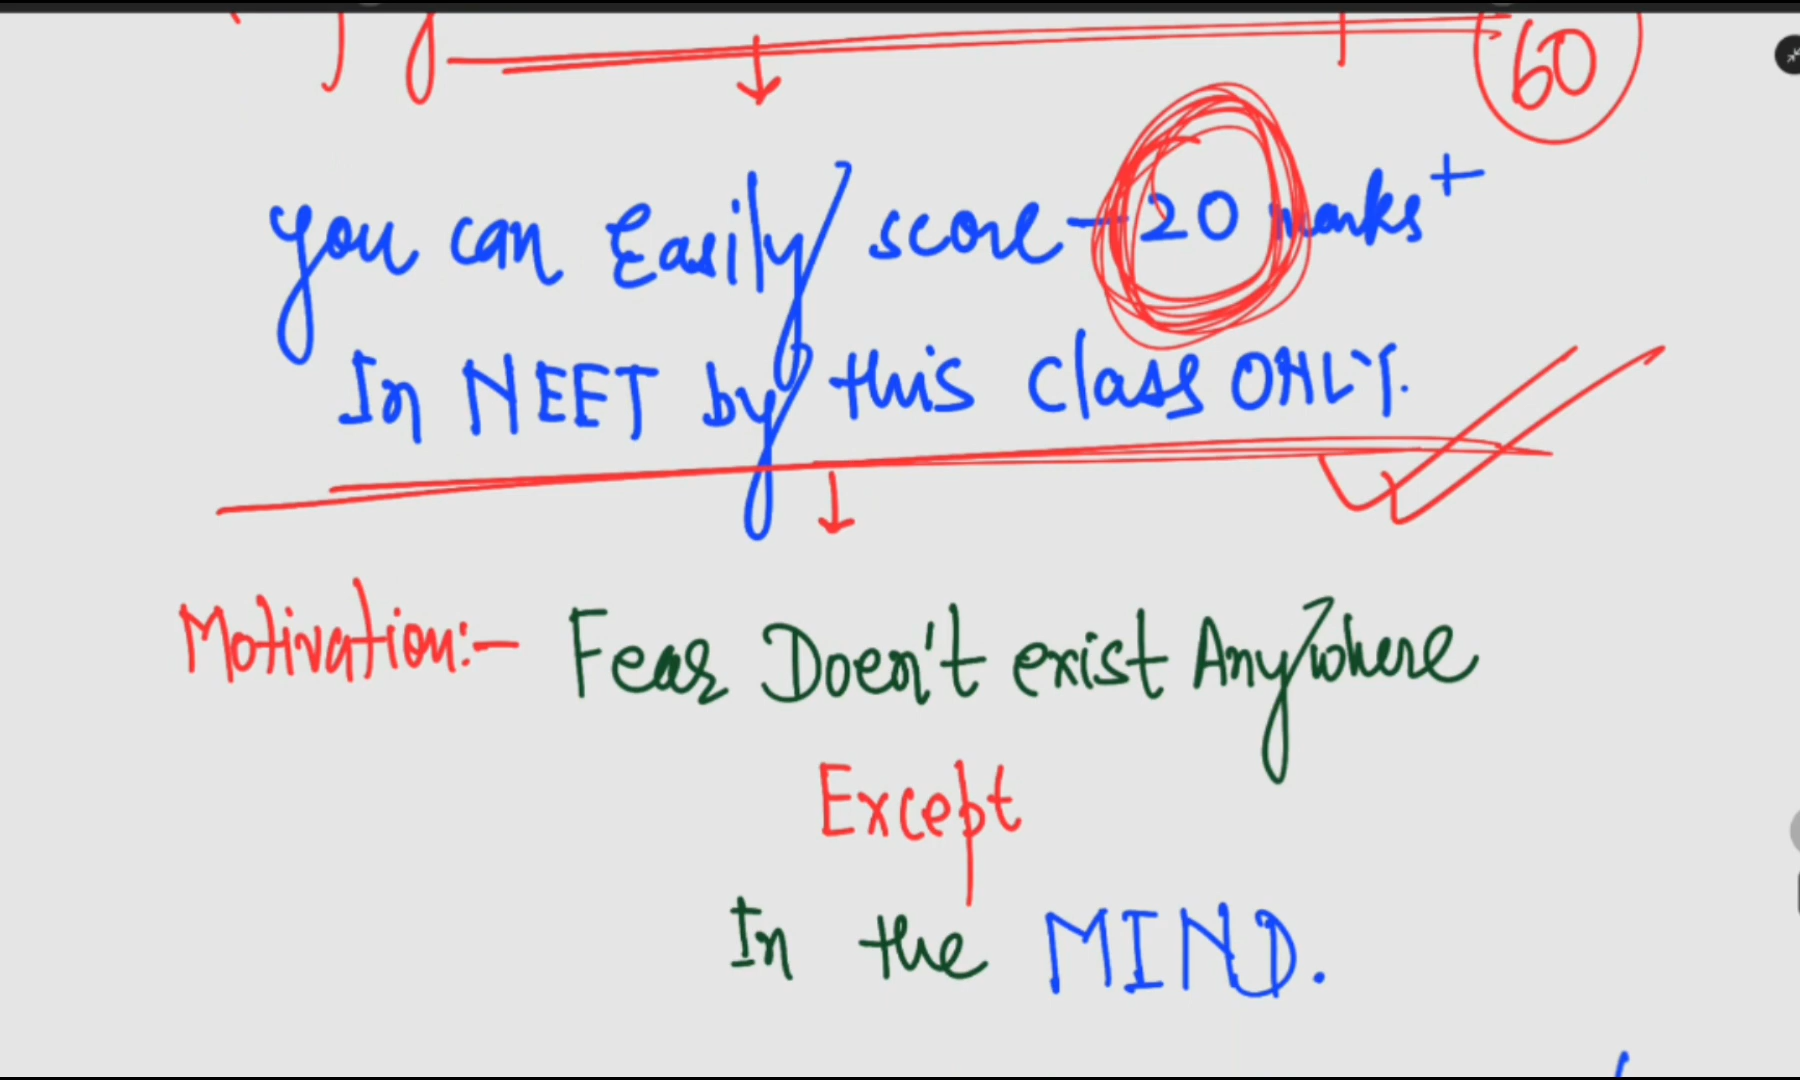 60
you can Easily score - 20 marks+
In NEET by this class ONLY.
Motivation:- Fear Doen't exist Anywhere
Except
In the MIND.